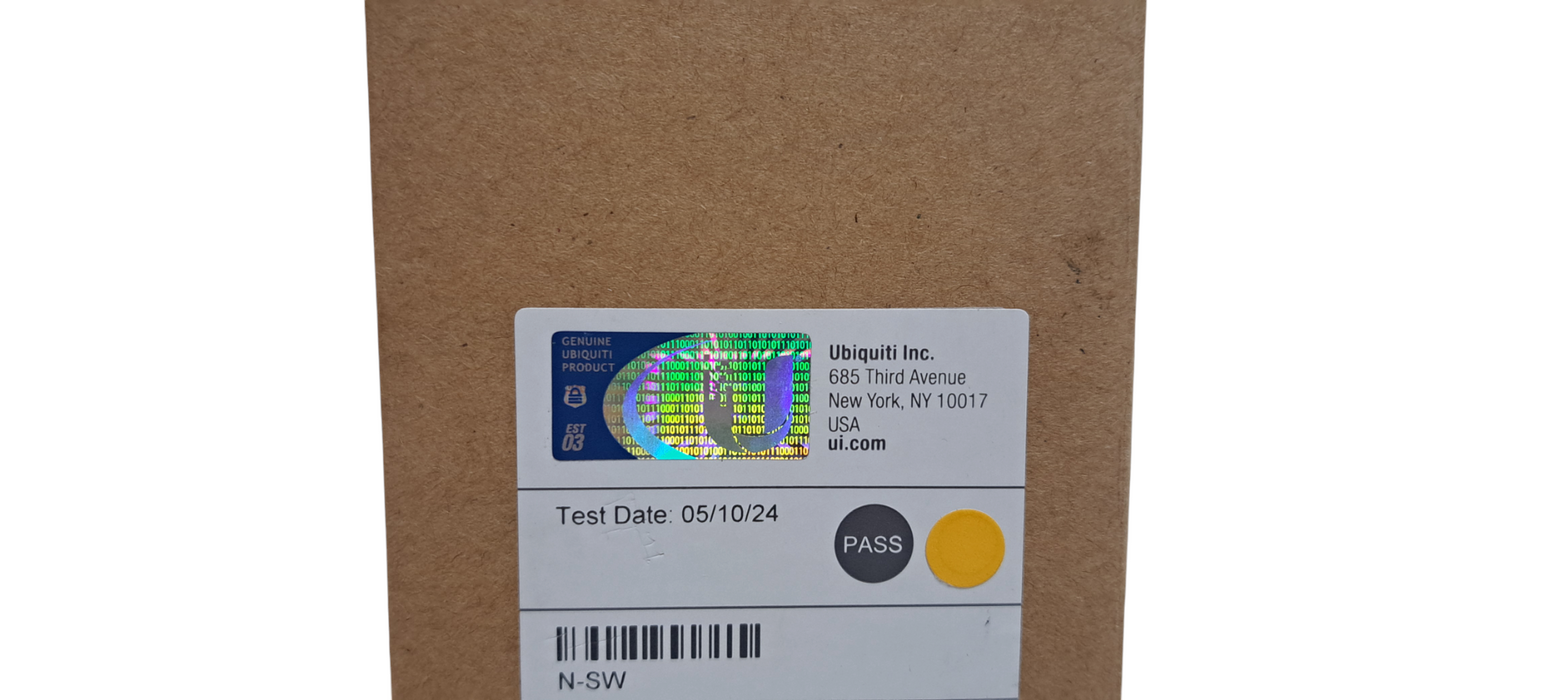 GENUINE
UBIQUITI
PRODUCT
EST
03
Ubiquiti Inc.
685 Third Avenue
New York, NY 10017
USA
ui.com
Test Date: 05/10/24
PASS
N-SW